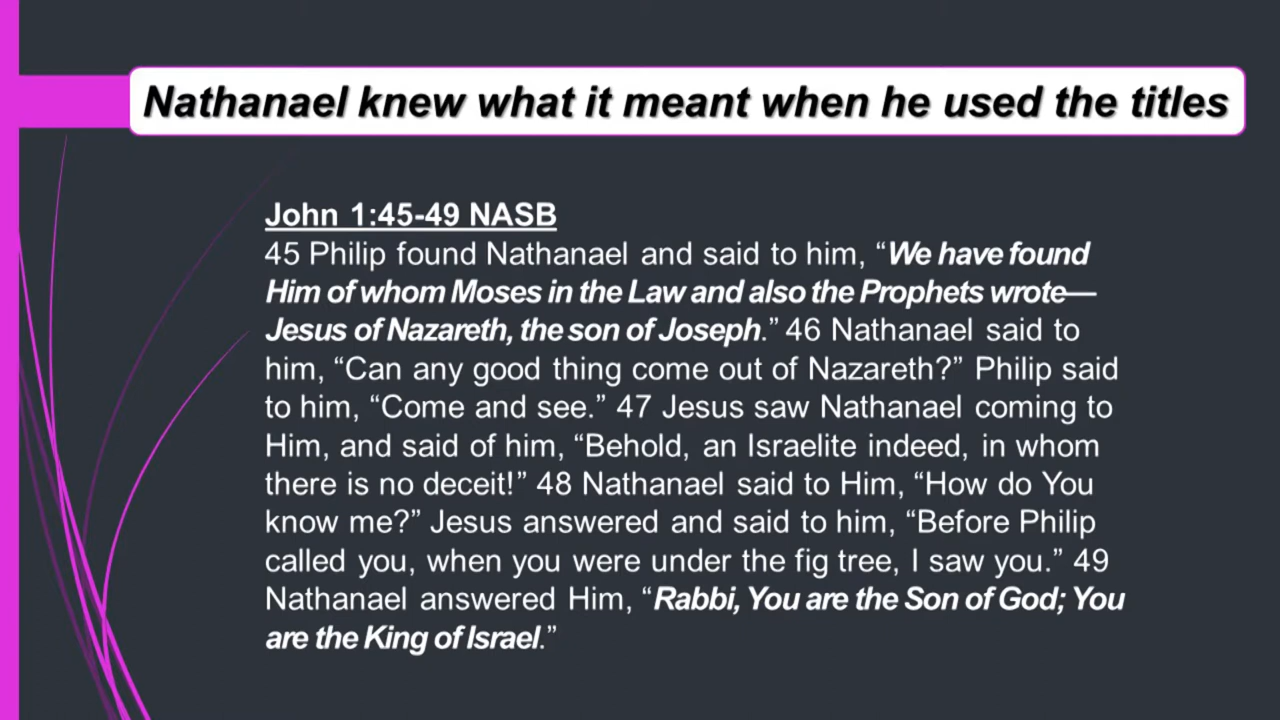 Nathanael knew what it meant when he used the titles
John 1:45-49 NASB
45 Philip found Nathanael and said to him, “We have found
Him of whom Moses in the Law and also the Prophets wrote—
Jesus of Nazareth, the son of Joseph.” 46 Nathanael said to
him, “Can any good thing come out of Nazareth?” Philip said
to him, “Come and see.” 47 Jesus saw Nathanael coming to
Him, and said of him, “Behold, an Israelite indeed, in whom
there is no deceit!” 48 Nathanael said to Him, “How do You
know me?” Jesus answered and said to him, “Before Philip
called you, when you were under the fig tree, I saw you.” 49
Nathanael answered Him, “Rabbi, You are the Son of God; You
are the King of Israel.”